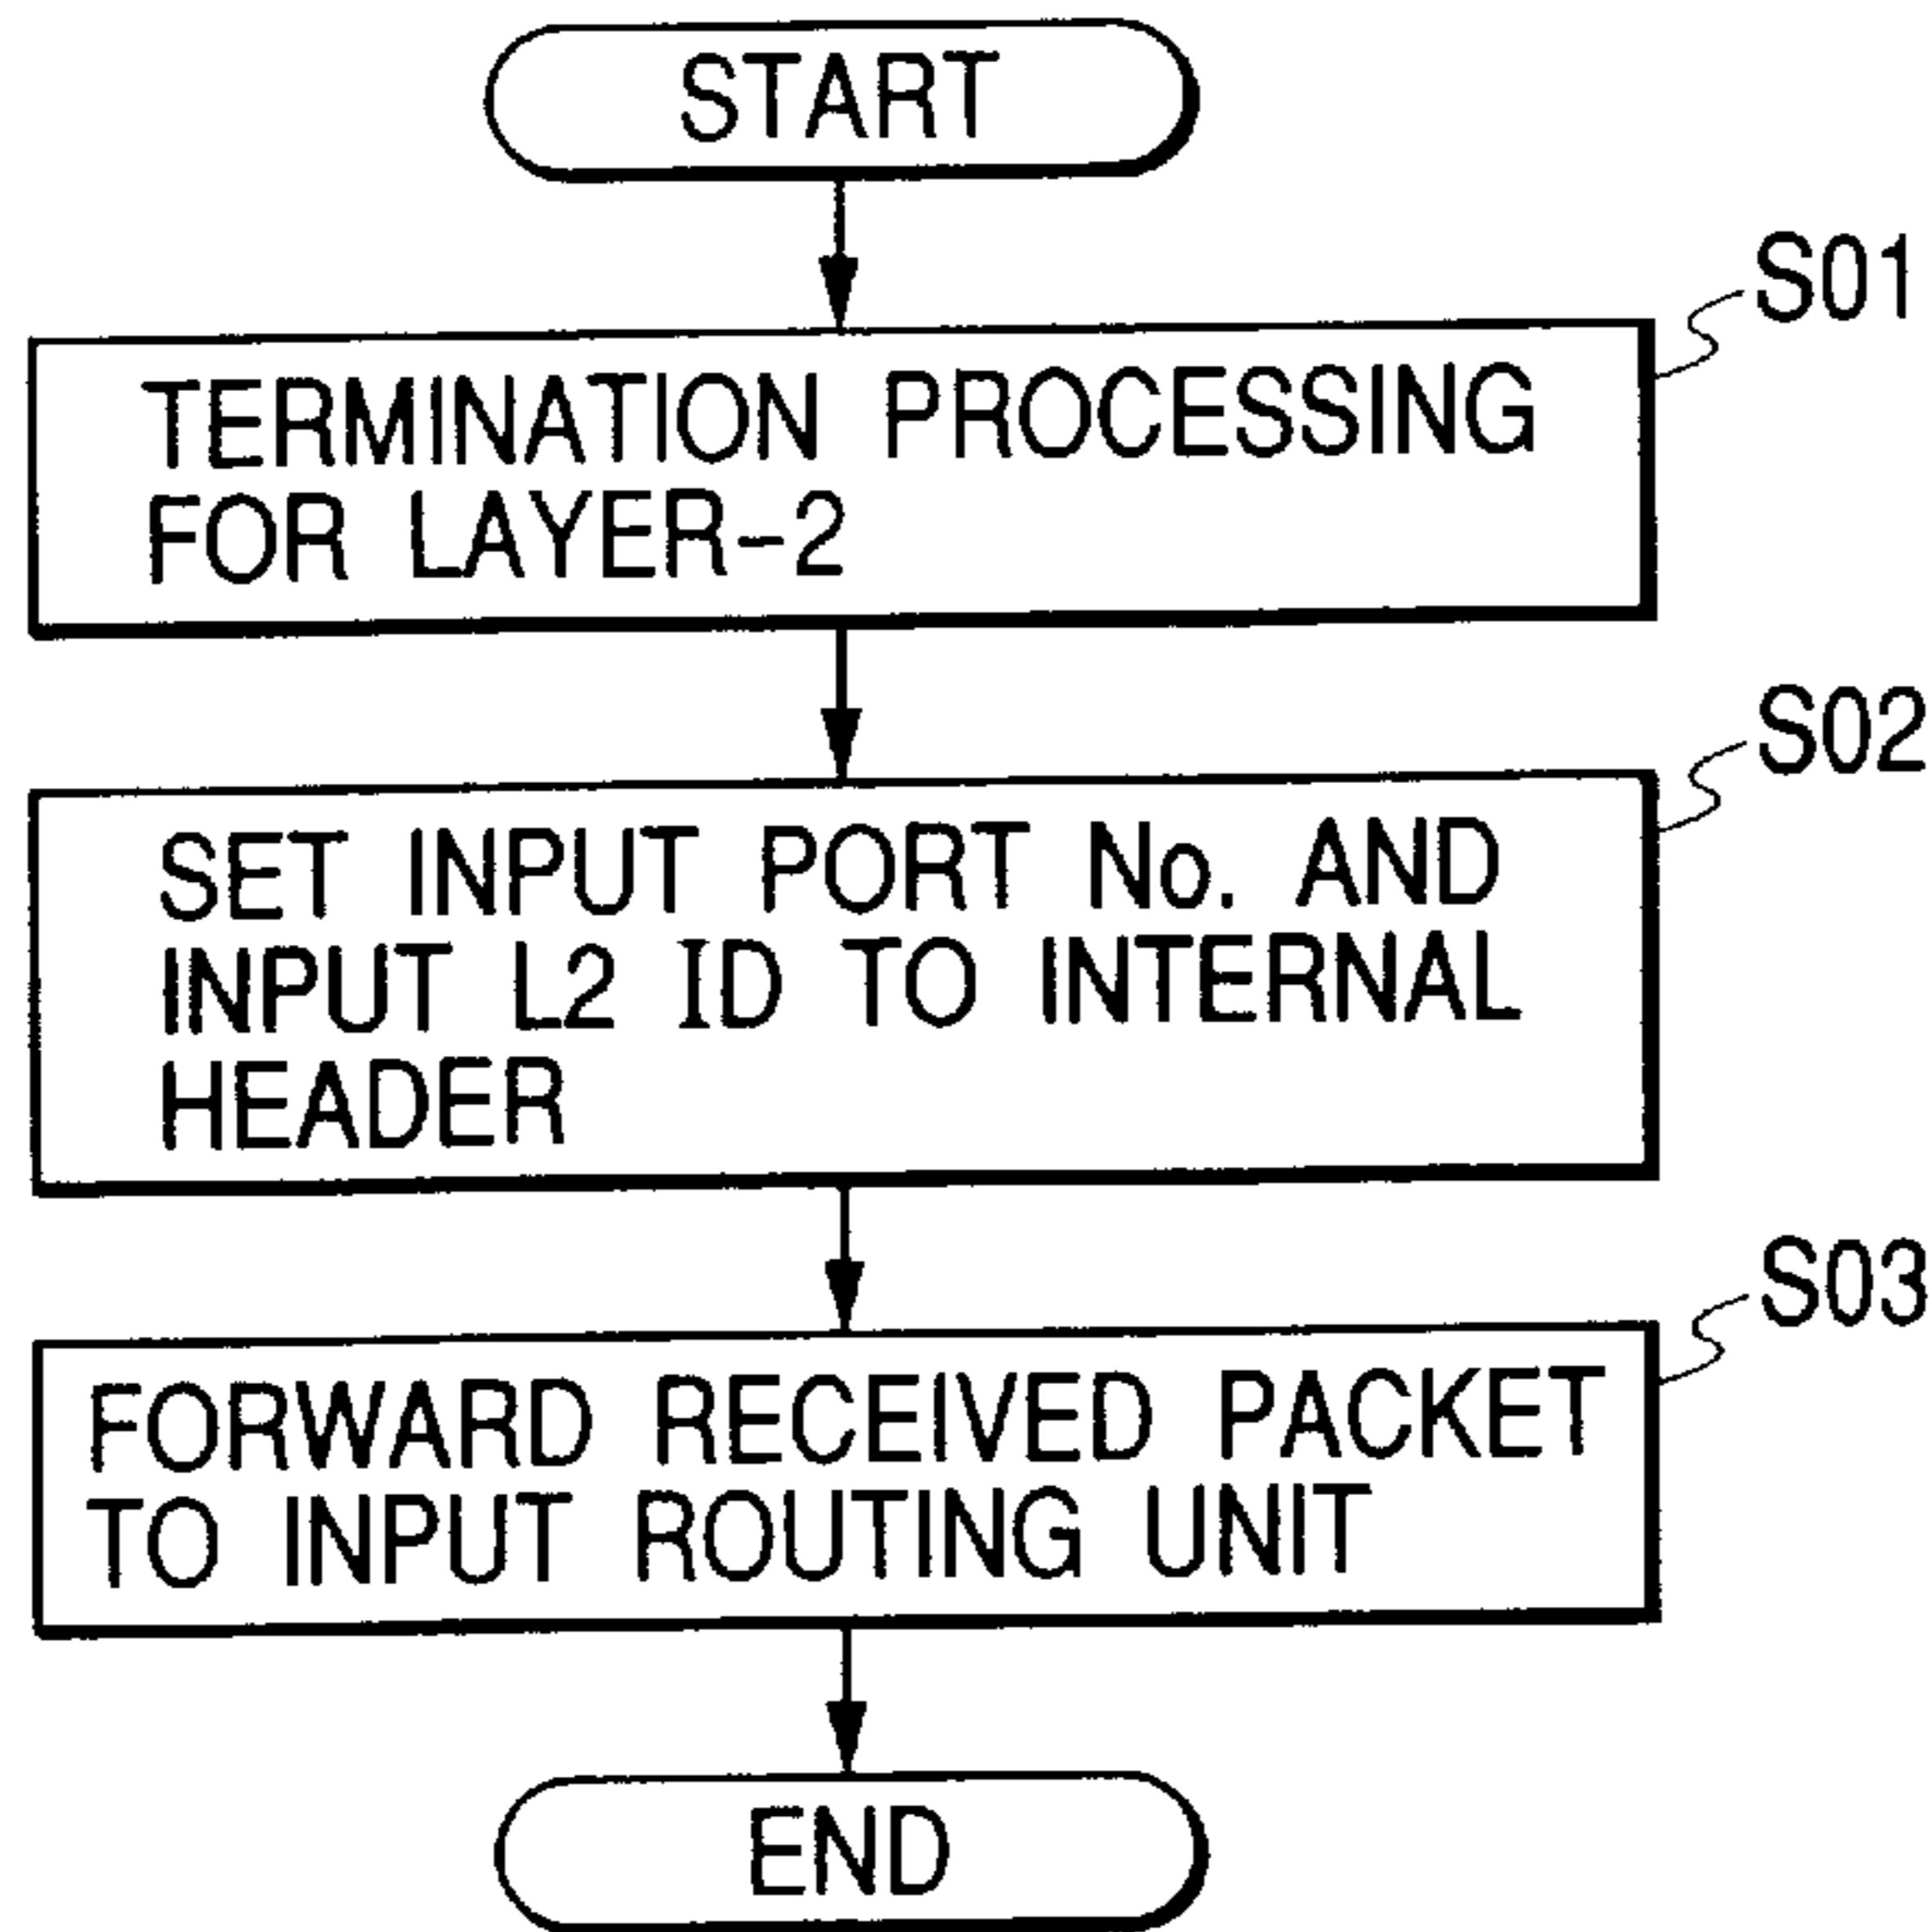 START
S01
TERMINATION PROCESSING
FOR LAYER-2
S02
SET INPUT PORT No. AND
INPUT L2 ID TO INTERNAL
HEADER
S03
FORWARD RECEIVED PACKET
TO INPUT ROUTING UNIT
END